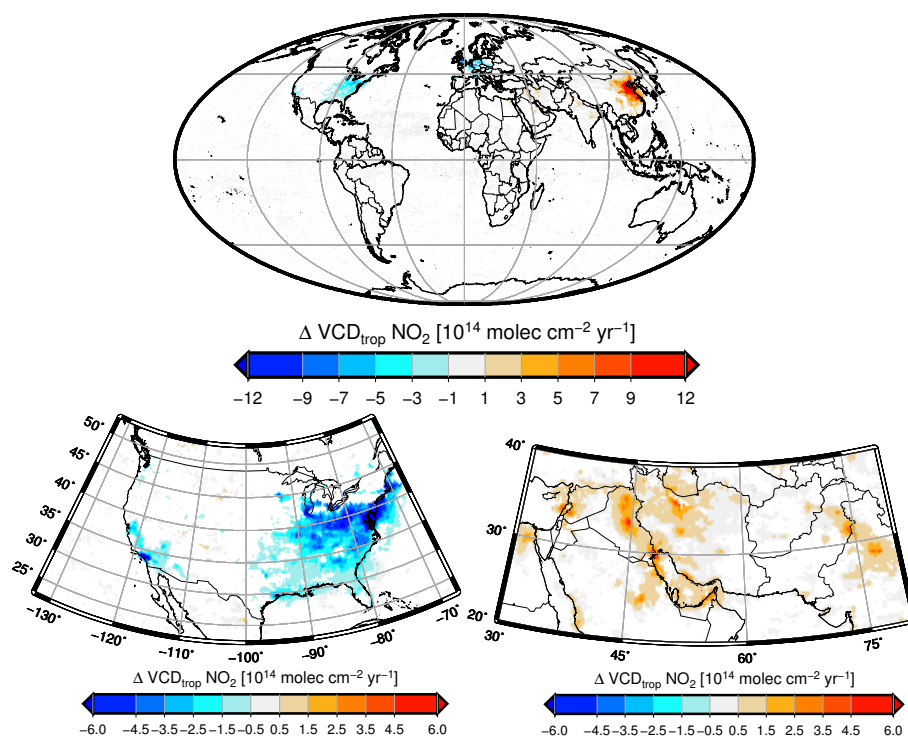 Δ VCDtrop NO2 [10^14 molec cm^−2 yr^−1]
−12 −9 −7 −5 −3 −1 1 3 5 7 9 12
50°
45°
40°
35°
30°
25°
−130° −120° −110° −100° −90° −80° −70°
Δ VCDtrop NO2 [10^14 molec cm^−2 yr^−1]
−6.0 −4.5 −3.5 −2.5 −1.5 −0.5 0.5 1.5 2.5 3.5 4.5 6.0
40°
30°
20°
30° 45° 60° 75°
Δ VCDtrop NO2 [10^14 molec cm^−2 yr^−1]
−6.0 −4.5 −3.5 −2.5 −1.5 −0.5 0.5 1.5 2.5 3.5 4.5 6.0